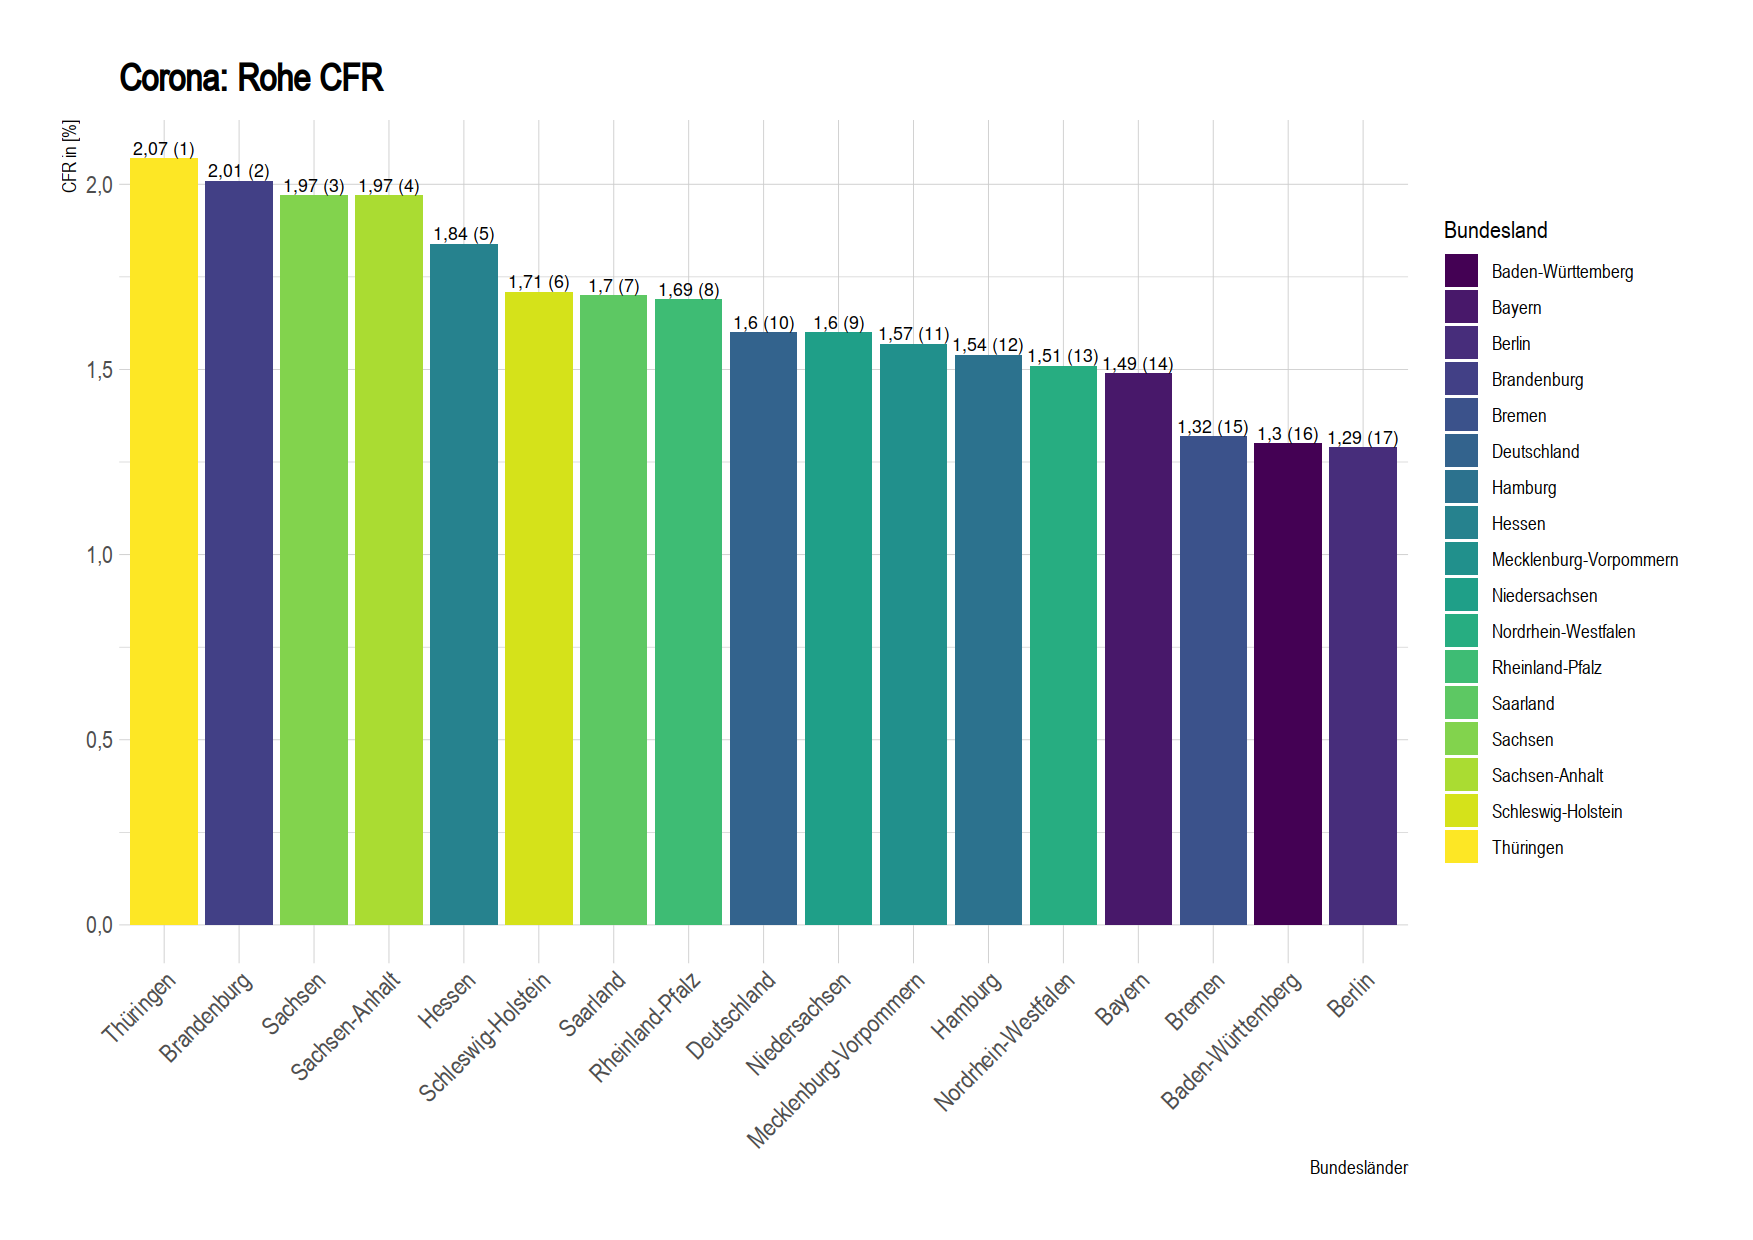 Corona: Rohe CFR
CFR in [%]
2,0
1,5
1,0
0,5
0,0
2,07 (1)
2,01 (2)
1,97 (3)
1,97 (4)
1,84 (5)
1,71 (6)
1,7 (7)
1,69 (8)
1,6 (10)
1,6 (9)
1,57 (11)
1,54 (12)
1,51 (13)
1,49 (14)
1,32 (15)
1,3 (16)
1,29 (17)
Thüringen
Brandenburg
Sachsen
Sachsen-Anhalt
Hessen
Schleswig-Holstein
Saarland
Rheinland-Pfalz
Deutschland
Niedersachsen
Mecklenburg-Vorpommern
Hamburg
Nordrhein-Westfalen
Bayern
Bremen
Baden-Württemberg
Berlin
Bundesländer
Bundesland
Baden-Württemberg
Bayern
Berlin
Brandenburg
Bremen
Deutschland
Hamburg
Hessen
Mecklenburg-Vorpommern
Niedersachsen
Nordrhein-Westfalen
Rheinland-Pfalz
Saarland
Sachsen
Sachsen-Anhalt
Schleswig-Holstein
Thüringen